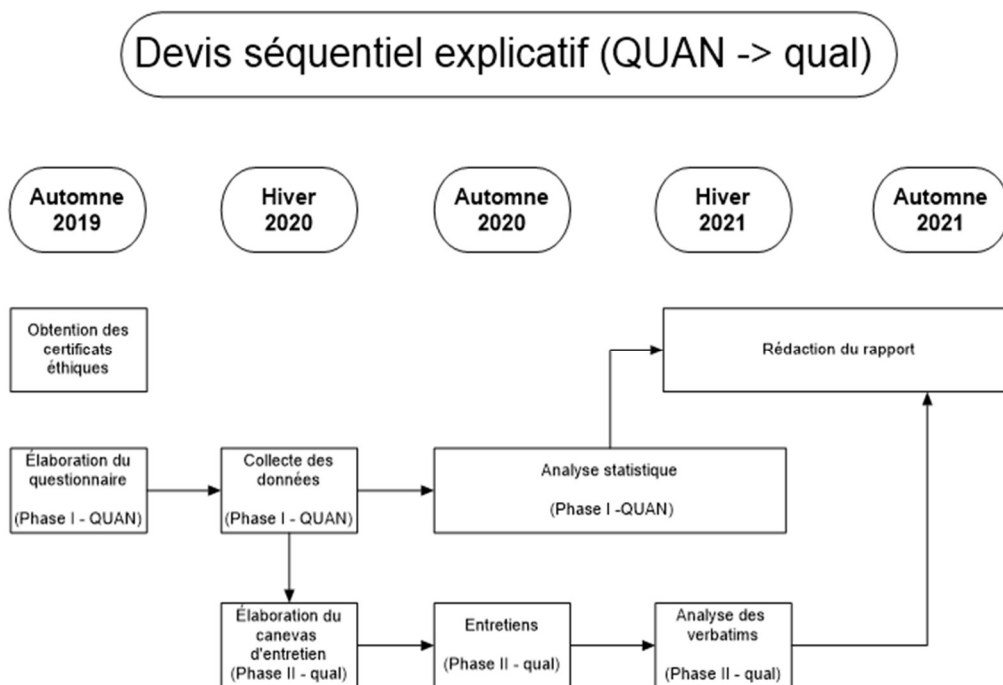 Devis séquentiel explicatif (QUAN -> qual)
Automne
2019
Hiver
2020
Automne
2020
Hiver
2021
Automne
2021
Obtention des
certificats
éthiques
Rédaction du rapport
Élaboration du
questionnaire
(Phase I - QUAN)
Collecte des
données
(Phase I - QUAN)
Analyse statistique
(Phase I -QUAN)
Élaboration du
canevas
d'entretien
(Phase II - qual)
Entretiens
(Phase II - qual)
Analyse des
verbatims
(Phase II - qual)